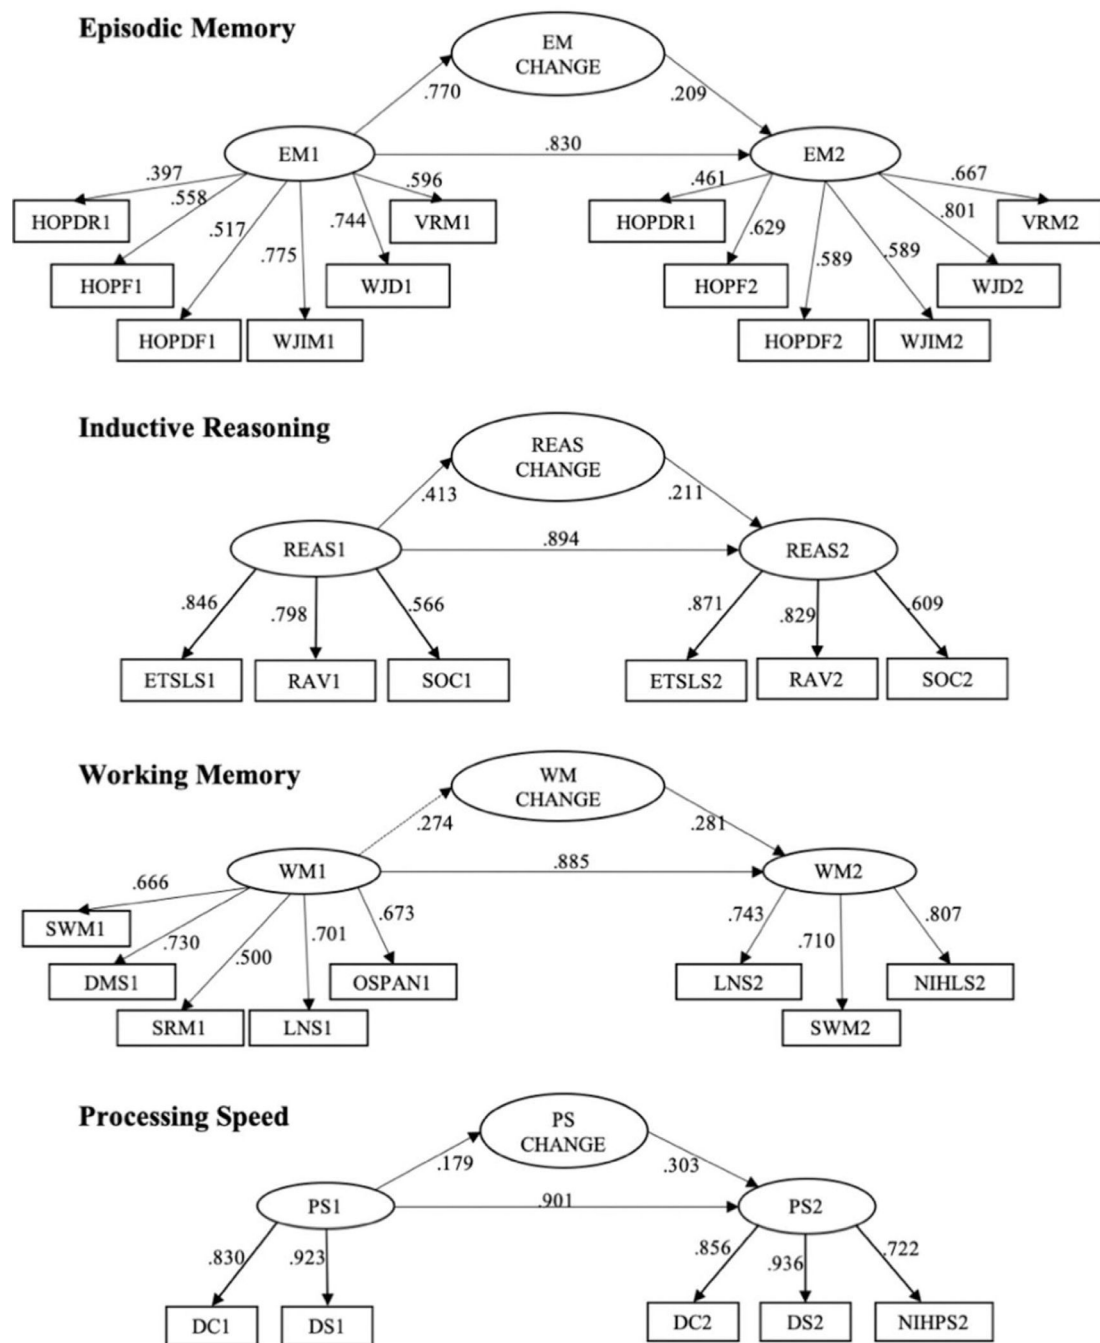 Episodic Memory
EM
CHANGE
.770
.209
EM1
.830
EM2
.397
.558
.517
.775
.744
.596
HOPDR1
HOPF1
HOPDF1
WJIM1
WJD1
VRM1
.461
.629
.589
.589
.801
.667
HOPDR1
HOPF2
HOPDF2
WJIM2
WJD2
VRM2
Inductive Reasoning
REAS
CHANGE
.413
.211
REAS1
.894
REAS2
.846
.798
.566
ETSLS1
RAV1
SOC1
.871
.829
.609
ETSLS2
RAV2
SOC2
Working Memory
WM
CHANGE
.274
.281
WM1
.885
WM2
.666
.730
.500
.701
.673
SWM1
DMS1
SRM1
LNS1
OSPAN1
.743
.710
.807
LNS2
SWM2
NIHLS2
Processing Speed
PS
CHANGE
.179
.303
PS1
.901
PS2
.830
.923
DC1
DS1
.856
.936
.722
DC2
DS2
NIHPS2